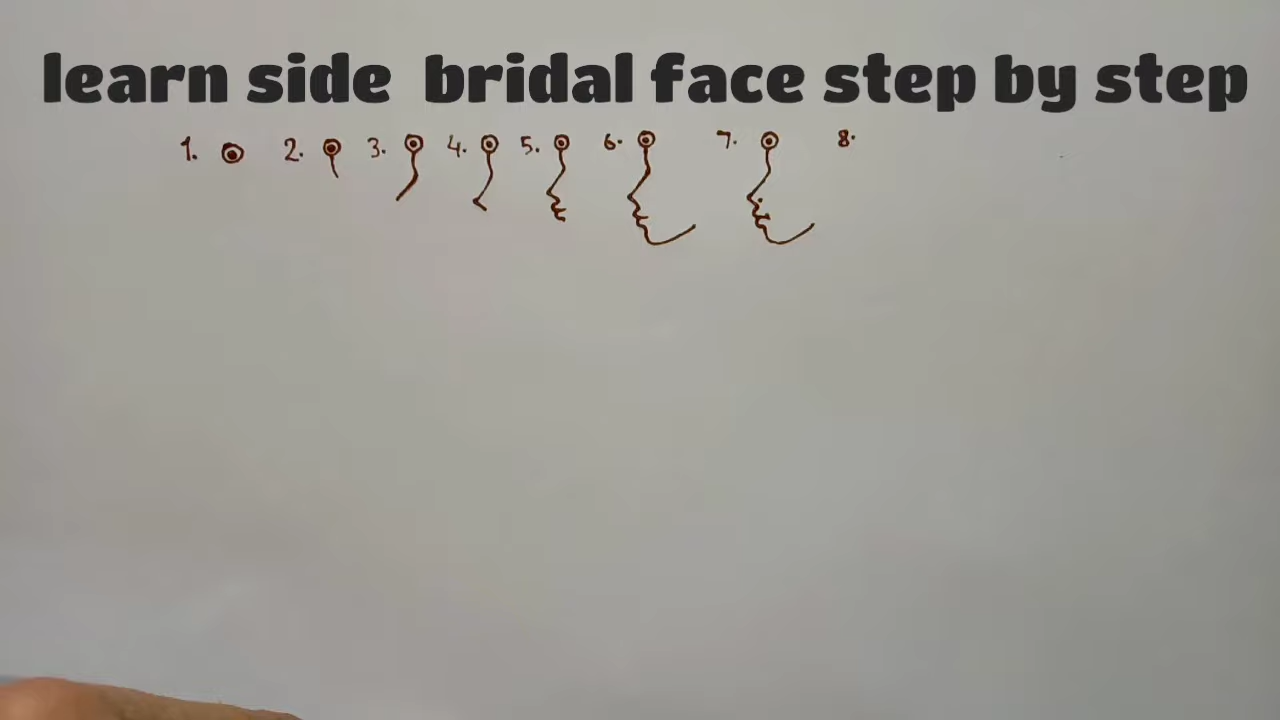 learn side bridal face step by step
1. 2. 3. 4. 5. 6. 7. 8.